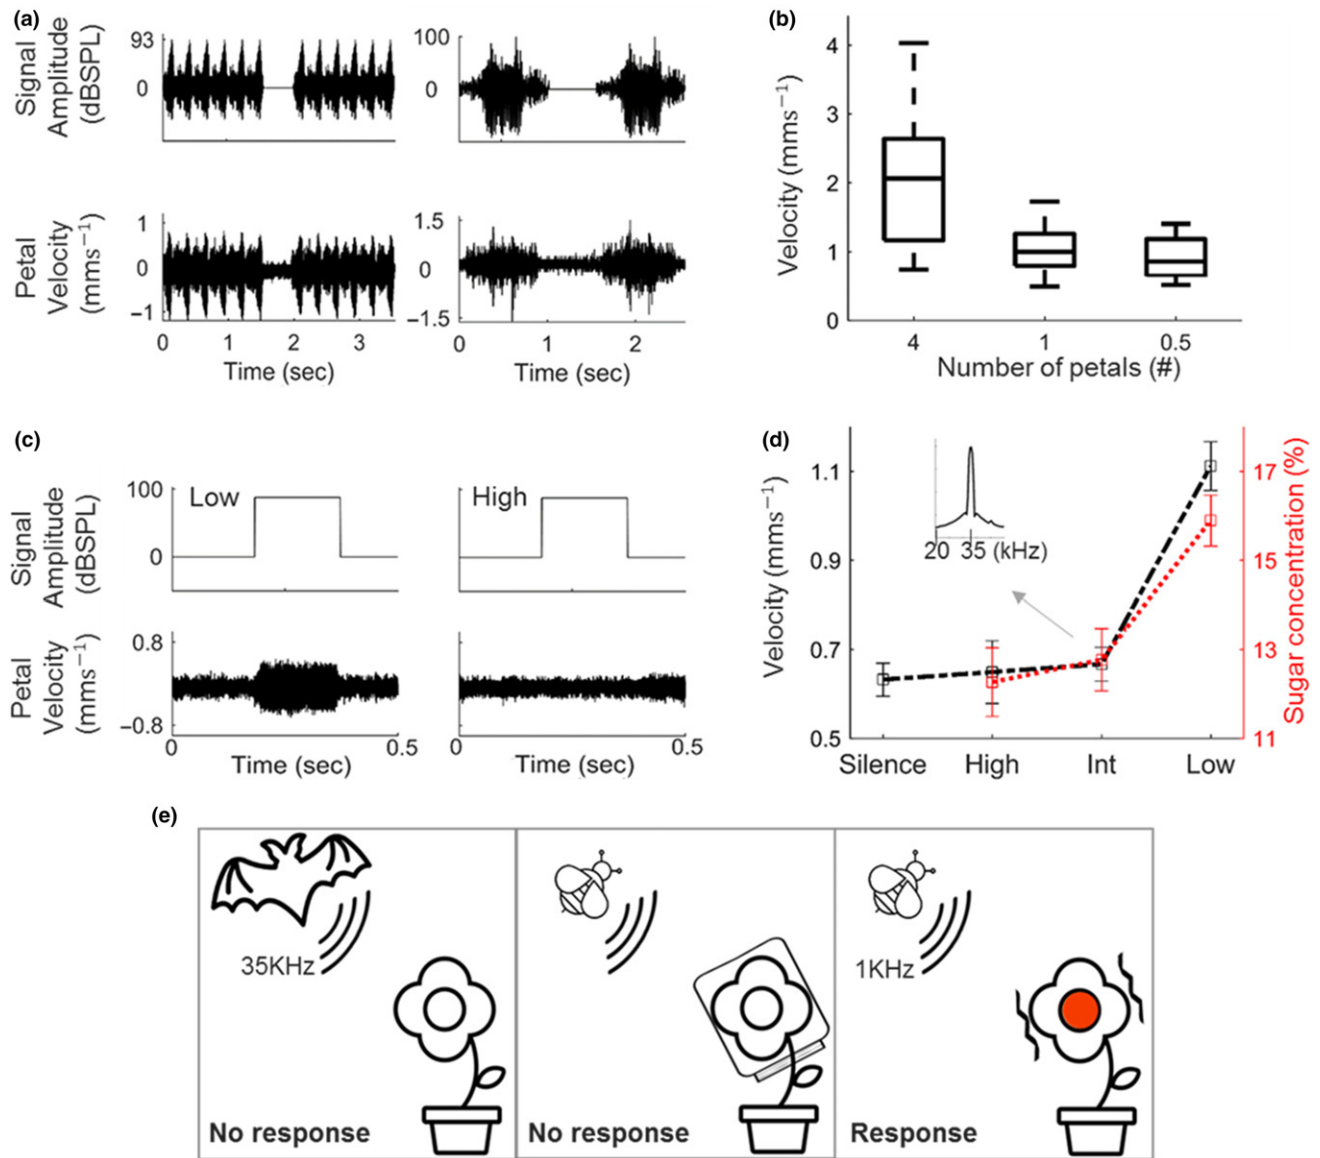 (a)
Signal
Amplitude
(dBSPL)
93
0
100
0
Petal
Velocity
(mms⁻¹)
1
0
−1
0 1 2 3
Time (sec)
1.5
0
−1.5
0 1 2
Time (sec)
(b)
Velocity (mms⁻¹)
4
3
2
1
0
4 1 0.5
Number of petals (#)
(c)
Signal
Amplitude
(dBSPL)
100
0
Low
100
0
High
Petal
Velocity
(mms⁻¹)
0.8
−0.8
0 0.5
Time (sec)
0 0.5
Time (sec)
(d)
Velocity (mms⁻¹)
1.1
0.9
0.7
0.5
20 35 (kHz)
17
15
13
11
Sugar concentration (%)
Silence High Int Low
(e)
35KHz
No response
No response
1KHz
Response